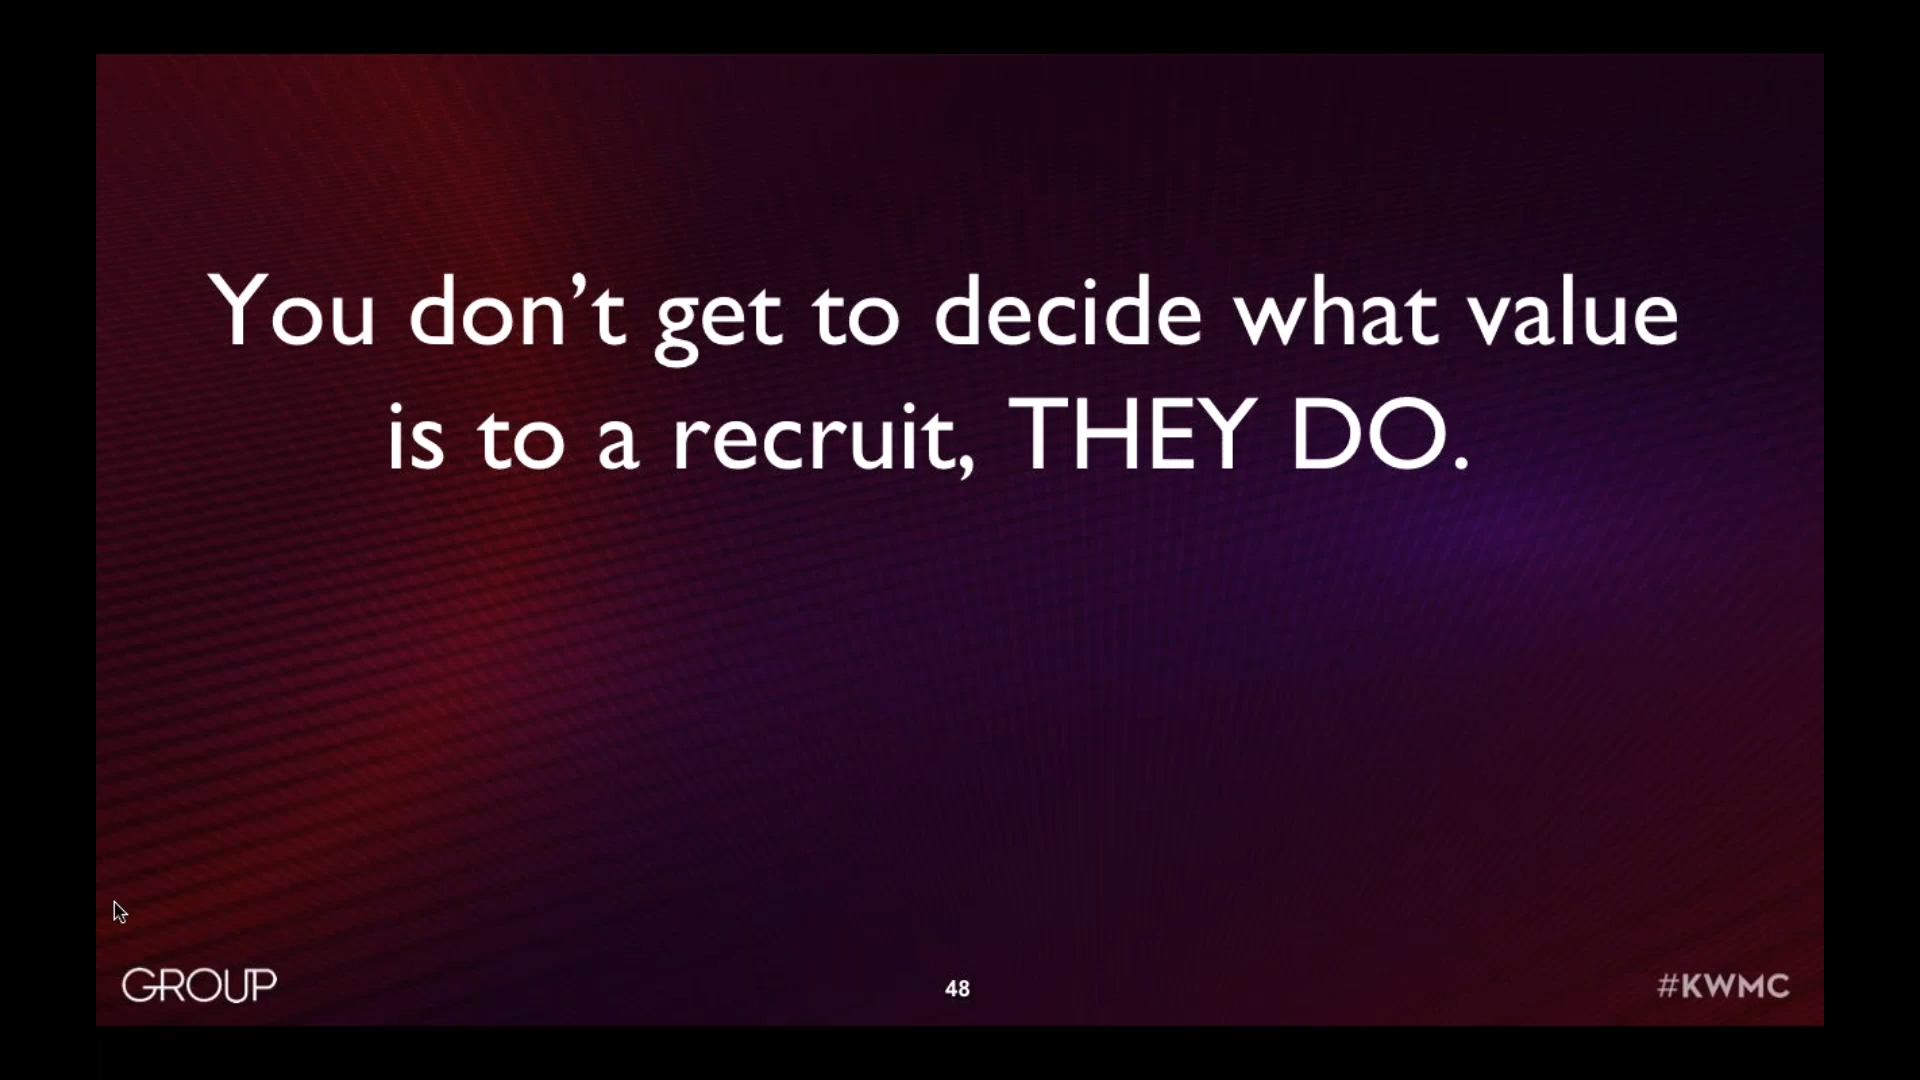 You don’t get to decide what value
is to a recruit, THEY DO.
GROUP
48
#KWMC